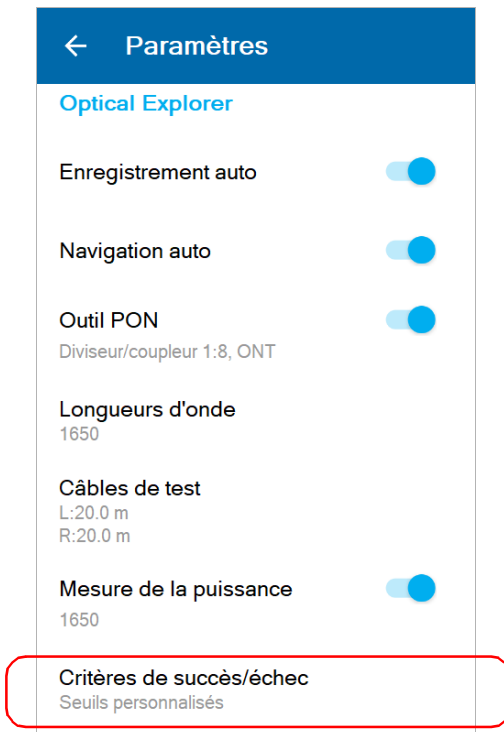 Paramètres
Optical Explorer
Enregistrement auto
Navigation auto
Outil PON
Diviseur/coupleur 1:8, ONT
Longueurs d'onde
1650
Câbles de test
L:20.0 m
R:20.0 m
Mesure de la puissance
1650
Critères de succès/échec
Seuils personnalisés